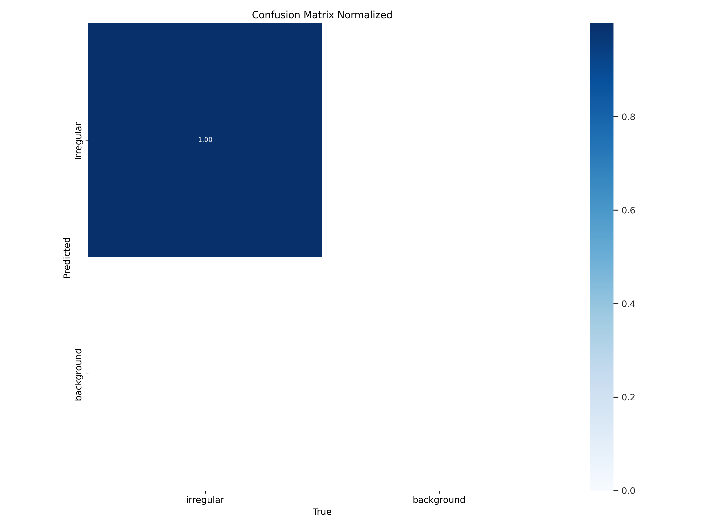 Confusion Matrix Normalized
irregular
1.00
0.8
0.6
Predicted
0.4
background
0.2
0.0
irregular
background
True